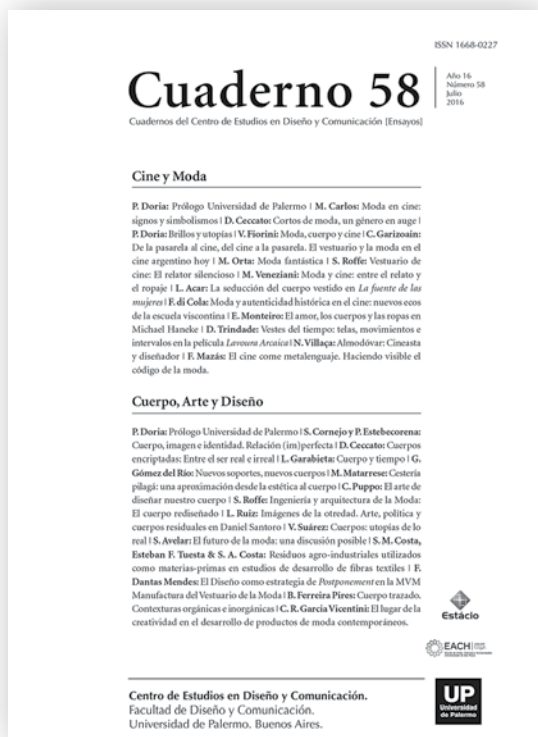 ISSN 1668-0227
Cuaderno 58
Año 16
Número 58
Julio
2016
Cuadernos del Centro de Estudios en Diseño y Comunicación [Ensayos]
Cine y Moda
P. Doria: Prólogo Universidad de Palermo | M. Carlos: Moda en cine:
signos y simbolismos | D. Ceccato: Cortos de moda, un género en auge |
P. Doria: Brillos y utopías | V. Fiorini: Moda, cuerpo y cine | C. Garizoain:
De la pasarela al cine, del cine a la pasarela. El vestuario y la moda en el
cine argentino hoy | M. Orta: Moda fantástica | S. Roffe: Vestuario de
cine: El relator silencioso | M. Veneziani: Moda y cine: entre el relato y
el ropaje | L. Acar: La seducción del cuerpo vestido en La fuente de las
mujeres | F. di Cola: Moda y autenticidad histórica en el cine: nuevos ecos
de la escuela viscontina | E. Monteiro: El amor, los cuerpos y las ropas en
Michael Haneke | D. Trindade: Vestes del tiempo: telas, movimientos e
intervalos en la película Lavoura Arcaica | N. Villaça: Almodóvar: Cineasta
y diseñador | F. Mazás: El cine come metalenguaje. Haciendo visible el
código de la moda.
Cuerpo, Arte y Diseño
P. Doria: Prólogo Universidad de Palermo | S. Cornejo y P. Estebecorena:
Cuerpo, imagen e identidad. Relación (im)perfecta | D. Ceccato: Cuerpos
encriptadas: Entre el ser real e irreal | L. Garabieta: Cuerpo y tiempo | G.
Gómez del Río: Nuevos soportes, nuevos cuerpos | M. Matarrese: Cestería
pilagá: una aproximación desde la estética al cuerpo | C. Puppo: El arte de
diseñar nuestro cuerpo | S. Roffe: Ingeniería y arquitectura de la Moda:
El cuerpo rediseñado | L. Ruiz: Imágenes de la otredad. Arte, política y
cuerpos residuales en Daniel Santoro | V. Suárez: Cuerpos: utopías de lo
real | S. Avelar: El futuro de la moda: una discusión posible | S. M. Costa,
Esteban F. Tuesta & S. A. Costa: Residuos agro-industriales utilizados
como materias-primas en estudios de desarrollo de fibras textiles | F.
Dantas Mendes: El Diseño como estrategia de Postponement en la MVM
Manufactura del Vestuario de la Moda | B. Ferreira Pires: Cuerpo trazado.
Contexturas orgánicas e inorgánicas | C. R. Garcia Vicentini: El lugar de la
creatividad en el desarrollo de productos de moda contemporáneos.
Estácio
EACH
Centro de Estudios en Diseño y Comunicación.
Facultad de Diseño y Comunicación.
Universidad de Palermo. Buenos Aires.
UP
Universidad
de Palermo